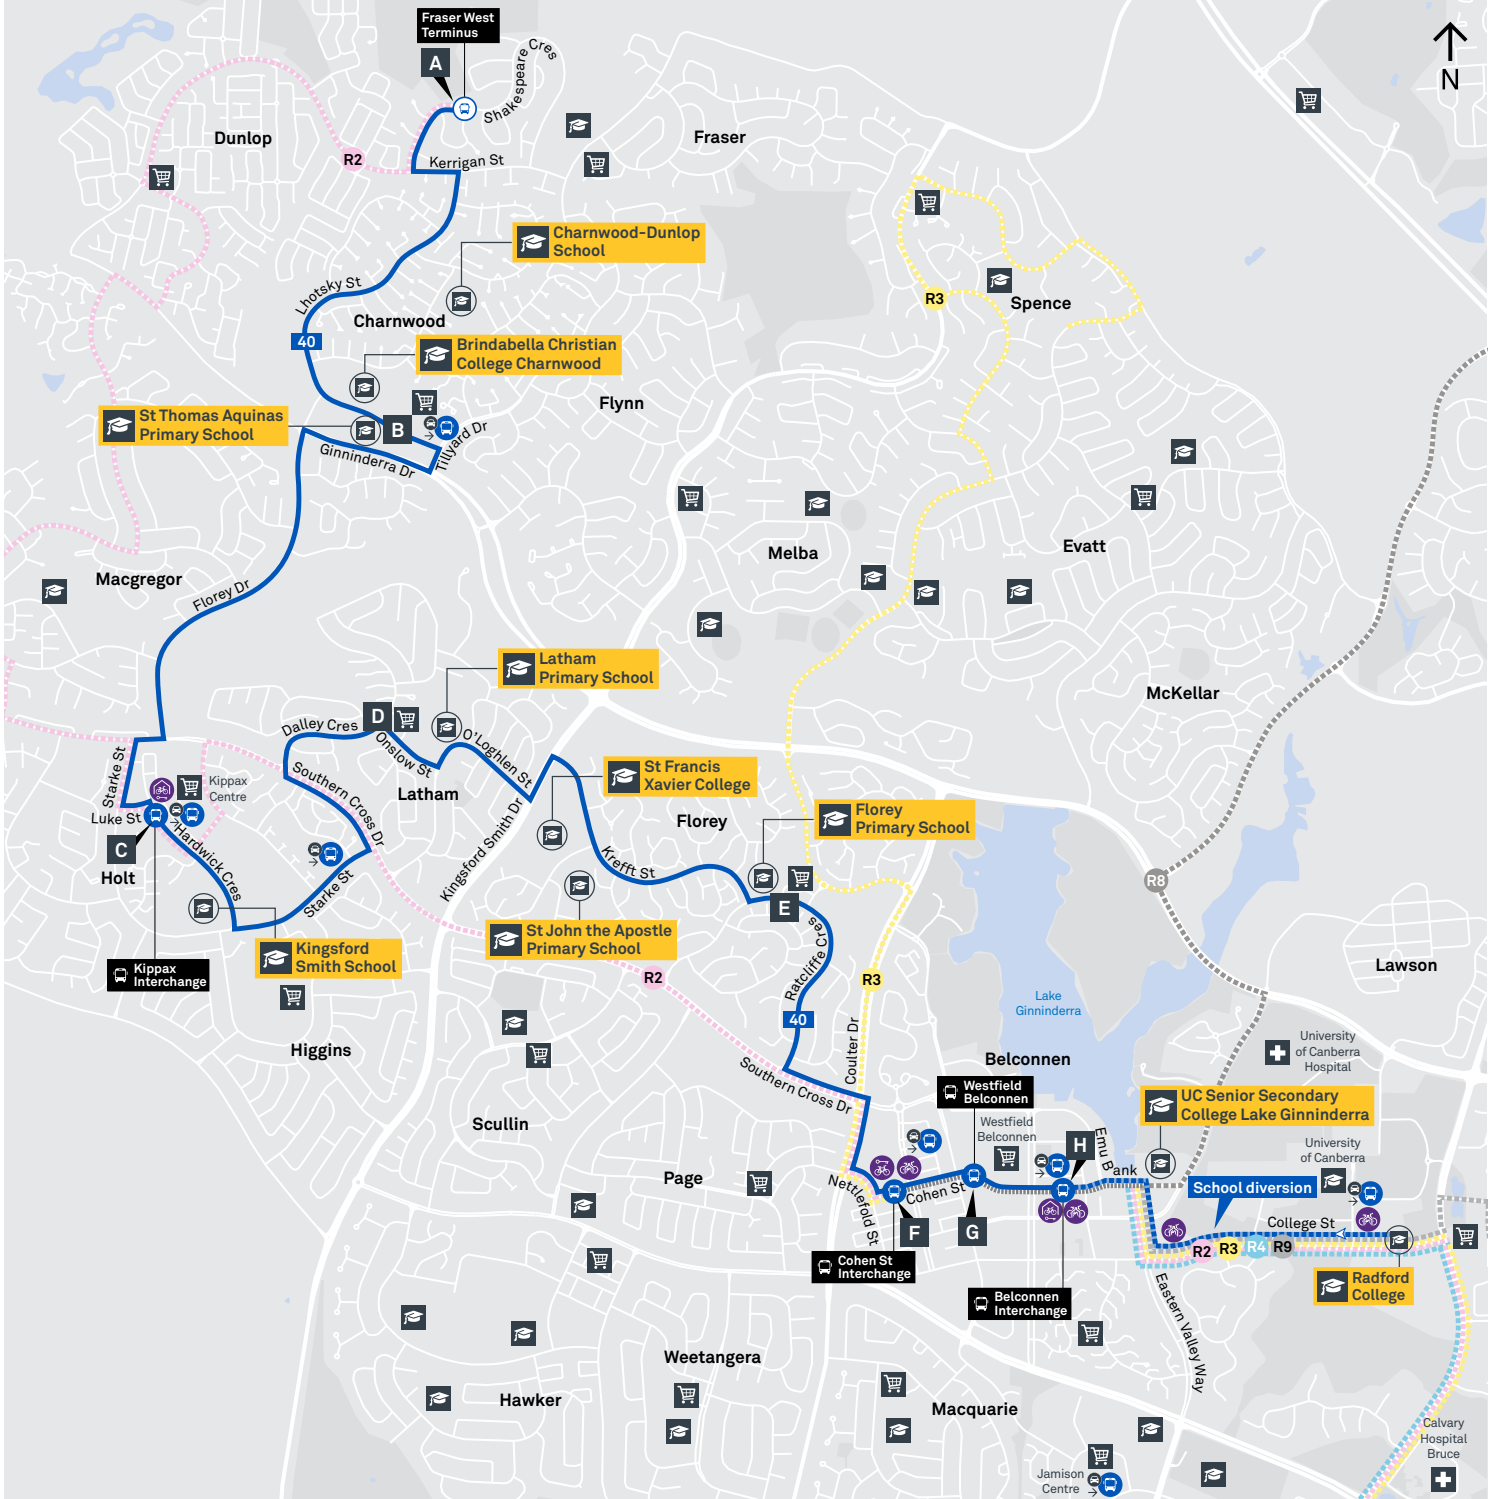 Fraser West
Terminus
A
N
Shakespeare Cres
Dunlop
Fraser
R2
Kerrigan St
Charnwood-Dunlop
School
Lhotsky St
R3
Spence
Charnwood
40
Brindabella Christian
College Charnwood
Flynn
St Thomas Aquinas
Primary School
B
Tillyard Dr
Ginninderra Dr
Melba
Evatt
Macgregor
Florey Dr
Latham
Primary School
McKellar
D
Dalley Cres
Onslow St
O'Loghlen St
Starke St
Southern Cross Dr
Kippax
Centre
Latham
St Francis
Xavier College
Luke St
Hardwick Cres
Kingsford Smith Dr
Florey
Florey
Primary School
C
Holt
Starke St
Krefft St
R8
E
Ratcliffe Cres
Kingsford
Smith School
St John the Apostle
Primary School
Kippax
Interchange
R2
R3
Lawson
Lake
Ginninderra
40
Higgins
Coulter Dr
University
of Canberra
Hospital
Belconnen
Southern Cross Dr
Westfield
Belconnen
UC Senior Secondary
College Lake Ginninderra
Scullin
Westfield
Belconnen
H
Emu Bank
University
of Canberra
Page
Nettlefold St
Cohen St
School diversion
F
G
College St
R2
R3
R4
R9
Cohen St
Interchange
Belconnen
Interchange
Radford
College
Eastern Valley Way
Weetangera
Hawker
Macquarie
Calvary
Hospital
Bruce
Jamison
Centre